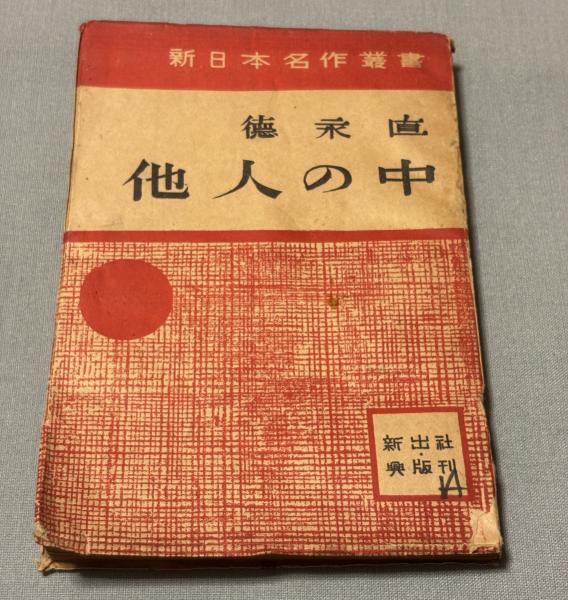 新日本名作叢書
德永直
他人の中
新出社
興・版刊